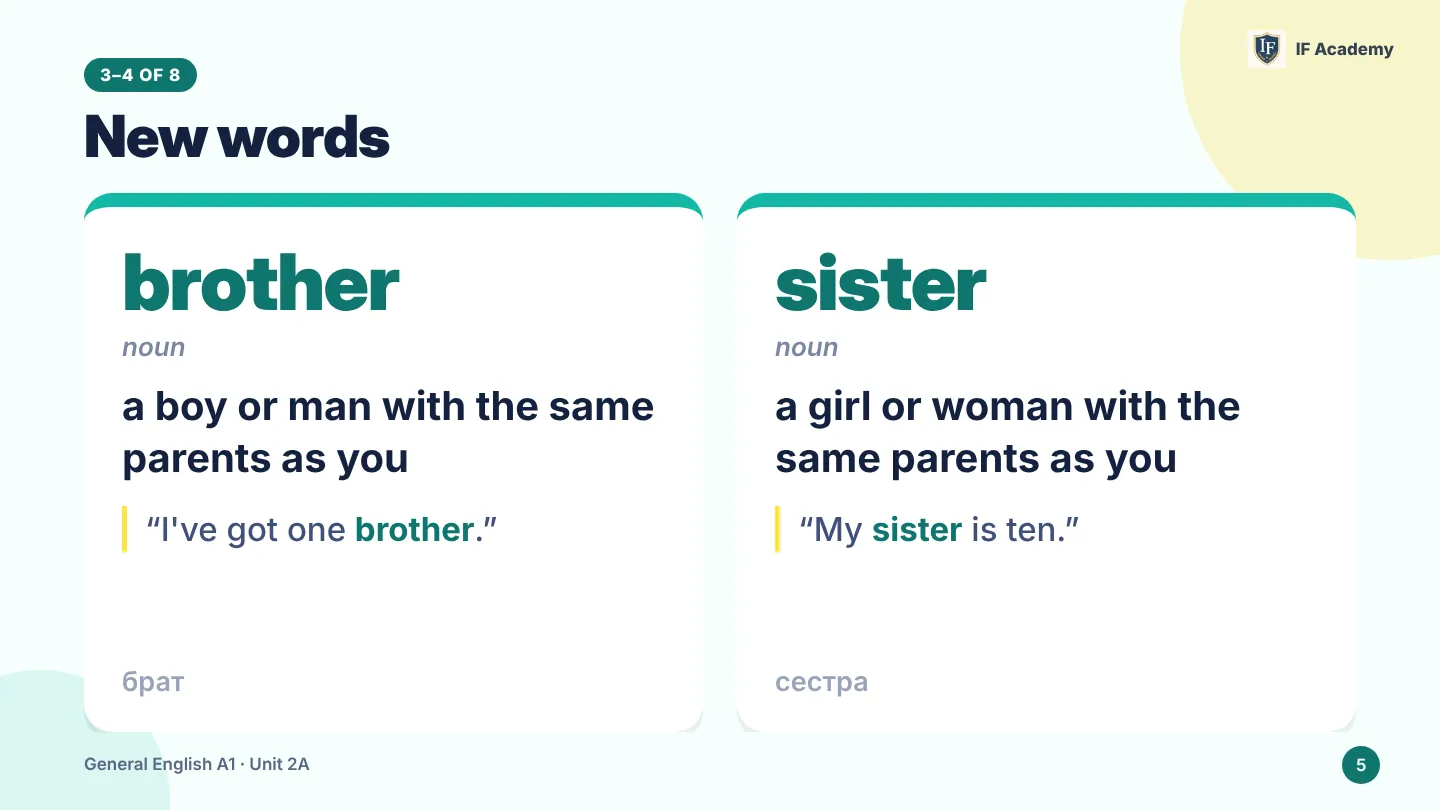 IF
IF Academy
3–4 OF 8
New words
brother
noun
a boy or man with the same
parents as you
“I've got one brother.”
брат
sister
noun
a girl or woman with the
same parents as you
“My sister is ten.”
сестра
General English A1 · Unit 2A
5